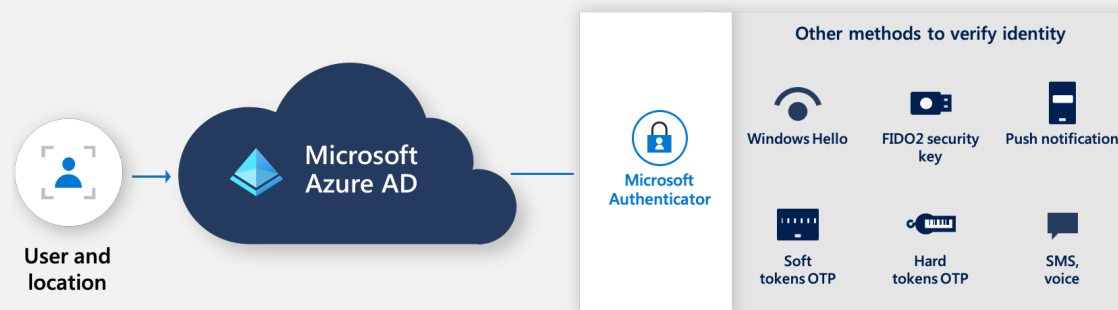 Other methods to verify identity
Windows Hello
FIDO2 security
key
Push notification
Microsoft
Azure AD
Microsoft
Authenticator
User and
location
Soft
tokens OTP
Hard
tokens OTP
SMS,
voice